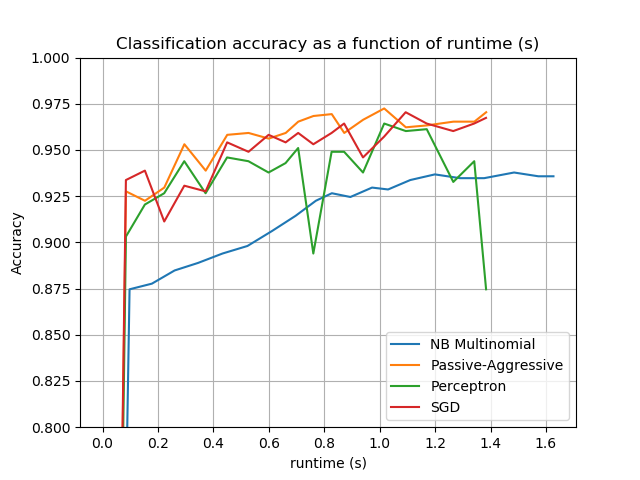 Classification accuracy as a function of runtime (s)
1.000
0.975
0.950
0.925
0.900
0.875
0.850
0.825
0.800
Accuracy
NB Multinomial
Passive-Aggressive
Perceptron
SGD
0.0 0.2 0.4 0.6 0.8 1.0 1.2 1.4 1.6
runtime (s)